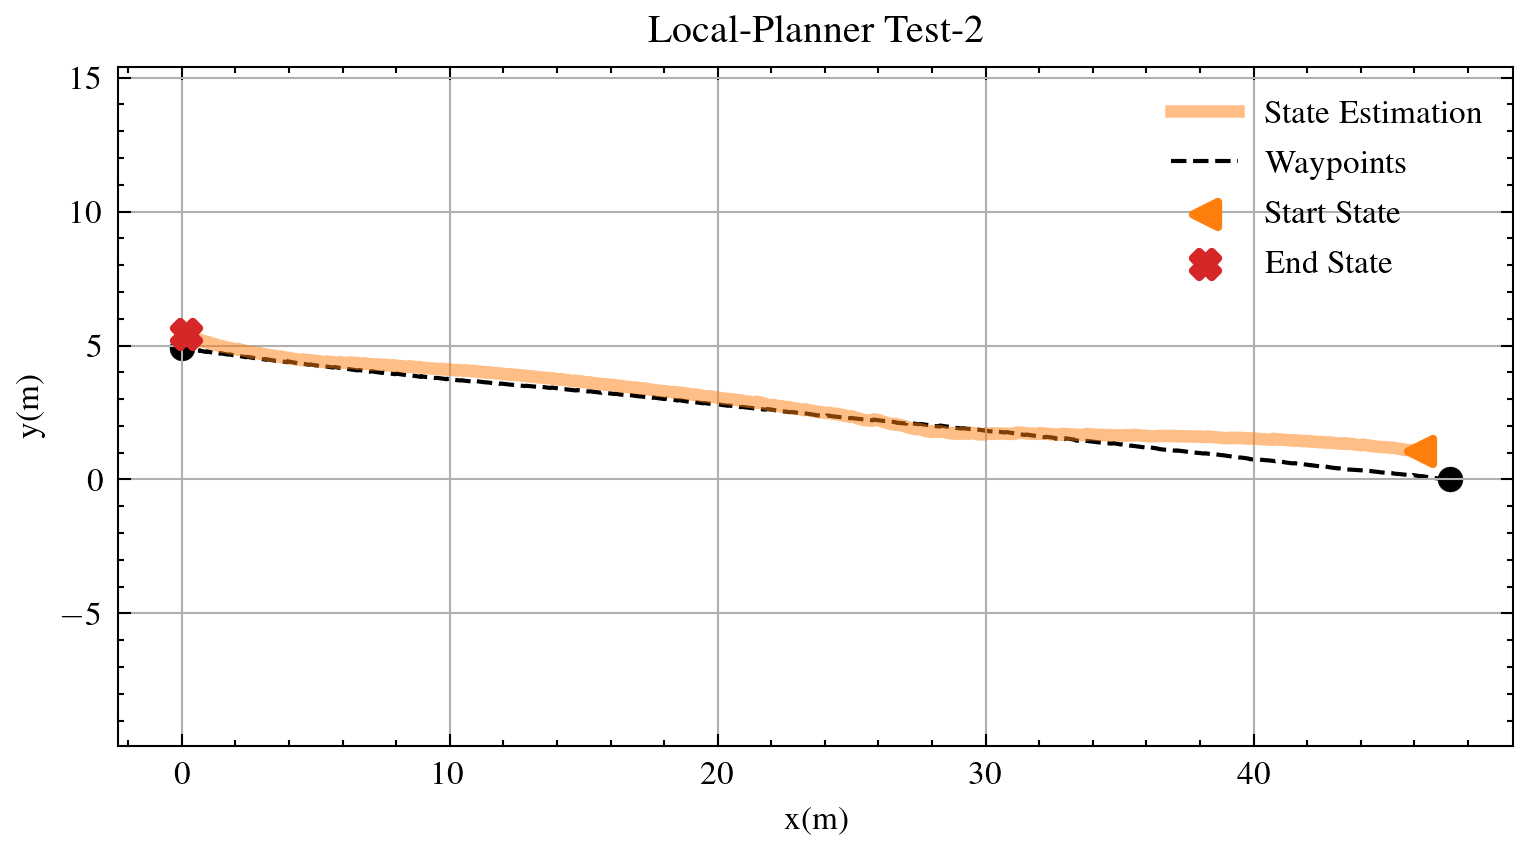 Local-Planner Test-2
State Estimation
Waypoints
Start State
End State
y(m)
15
10
5
0
−5
0 10 20 30 40
x(m)